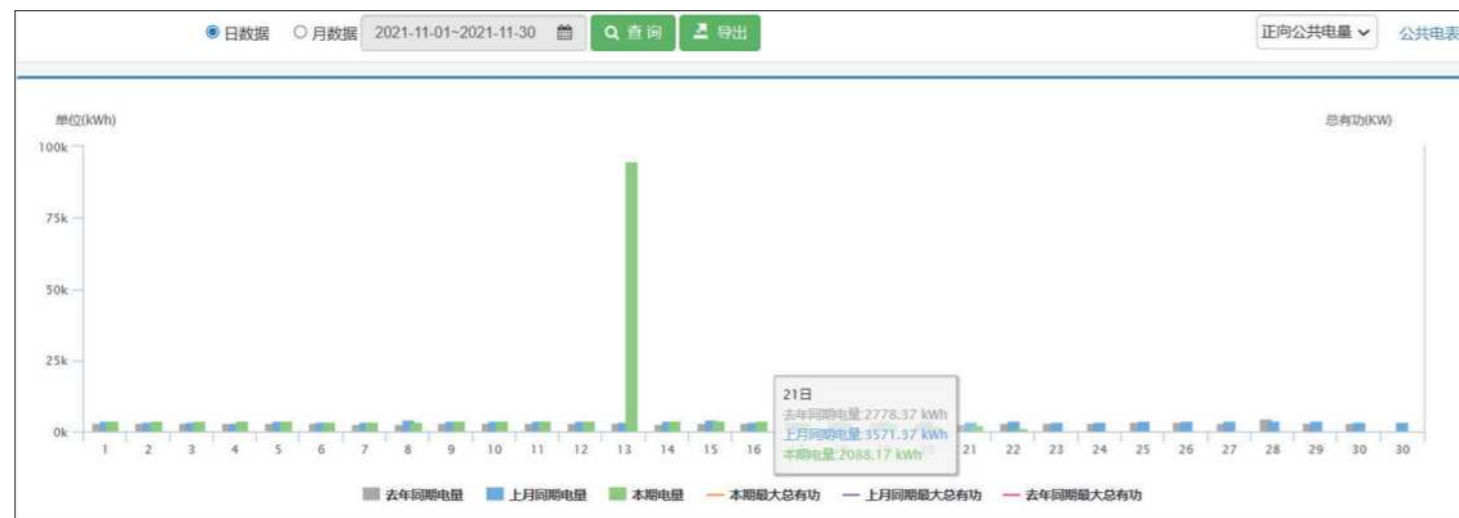 日数据 月数据 2021-11-01~2021-11-30 查询 导出 正向公共电量 公共电表
单位(kWh) 总有功(KW)
100k
75k
50k
25k
0k
21日
去年同期电量:2778.37 kWh
上月同期电量:3571.37 kWh
本期电量:2088.17 kWh
1 2 3 4 5 6 7 8 9 10 11 12 13 14 15 16 21 22 23 24 25 26 27 28 29 30 30
去年同期电量 上月同期电量 本期电量 本期最大总有功 上月同期最大总有功 去年同期最大总有功